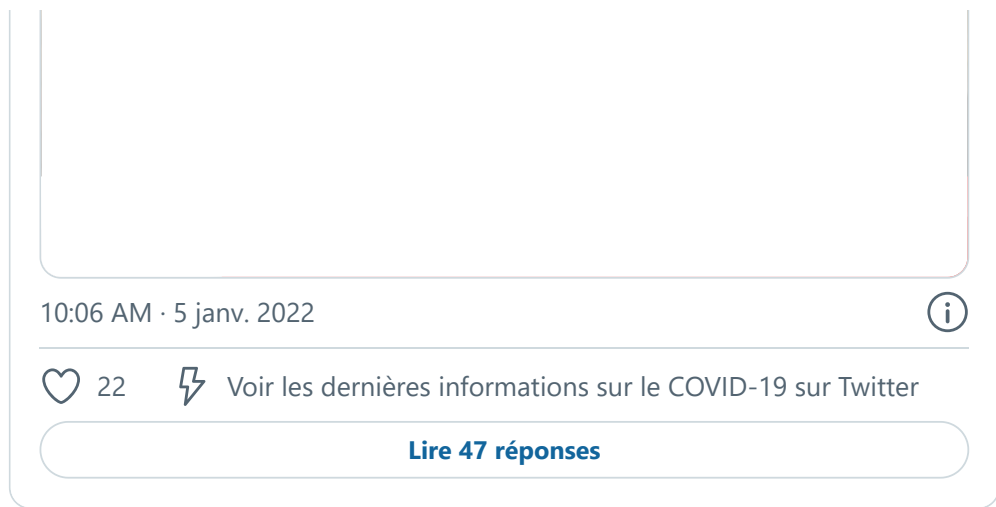 10:06 AM · 5 janv. 2022
22 Voir les dernières informations sur le COVID-19 sur Twitter
Lire 47 réponses